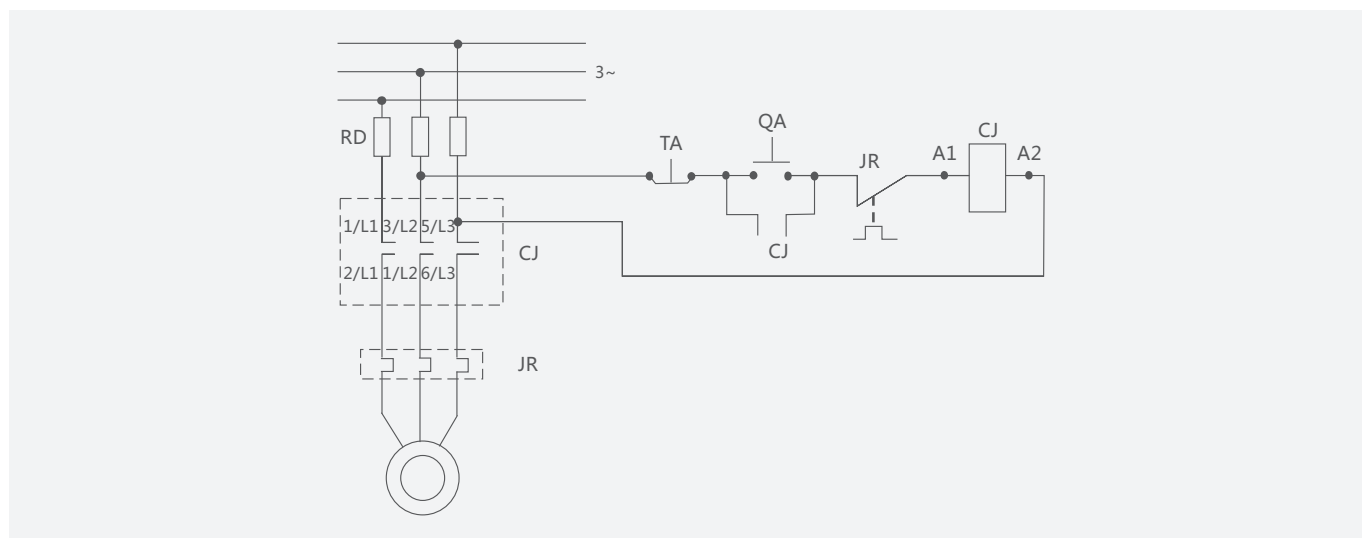 3~
RD
QA
TA
CJ
JR
A1
A2
1/L1 3/L2 5/L3
CJ
CJ
2/L1 1/L2 6/L3
JR